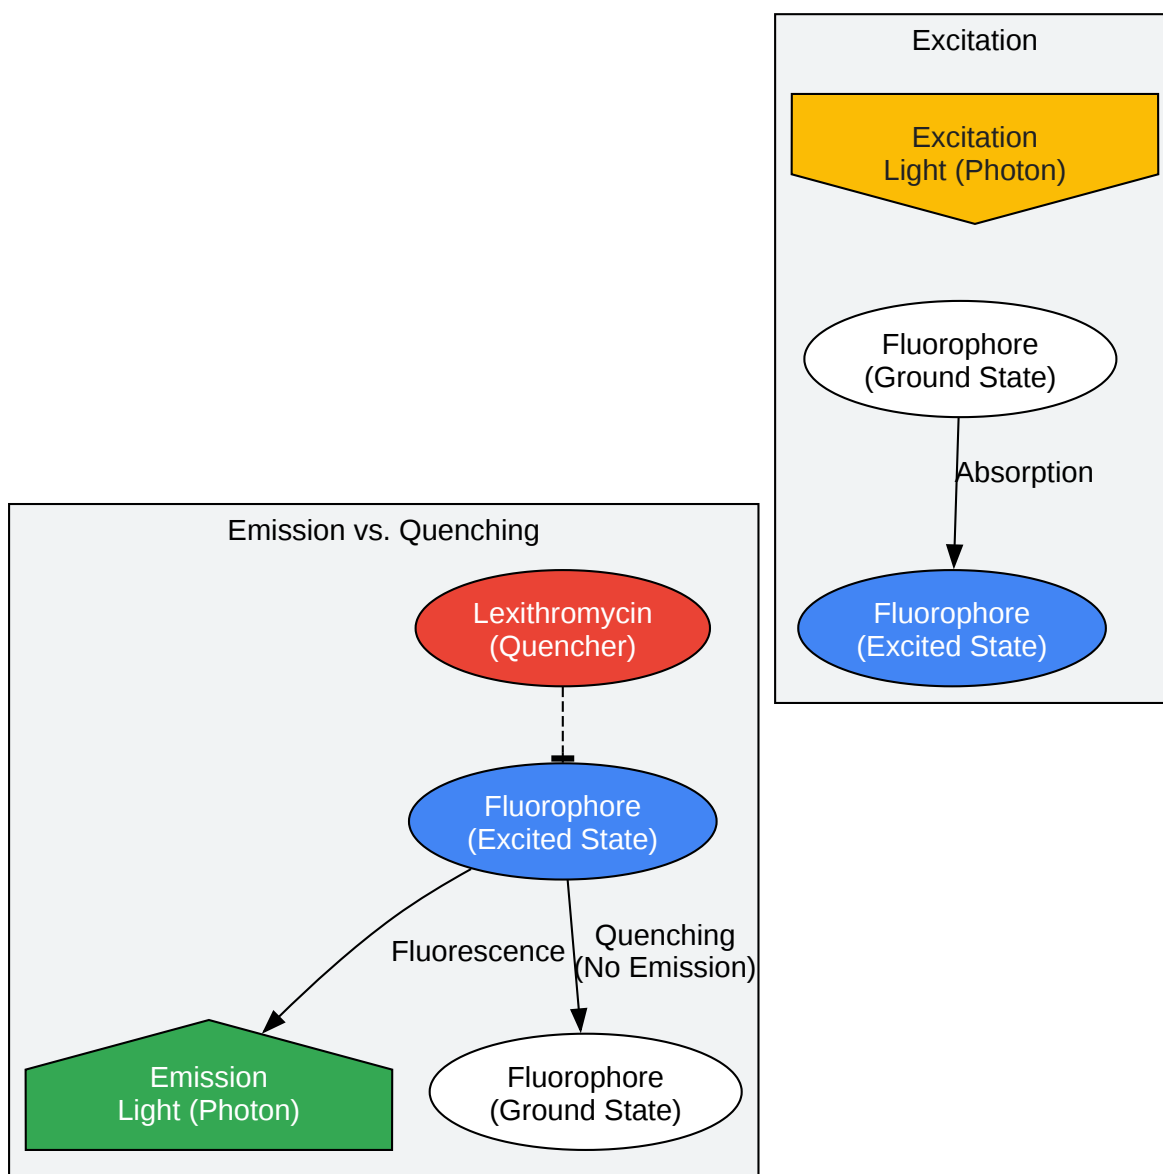 Excitation
Excitation
Light (Photon)
Fluorophore
(Ground State)
Absorption
Fluorophore
(Excited State)
Emission vs. Quenching
Lexithromycin
(Quencher)
Fluorophore
(Excited State)
Fluorescence
Quenching
(No Emission)
Emission
Light (Photon)
Fluorophore
(Ground State)